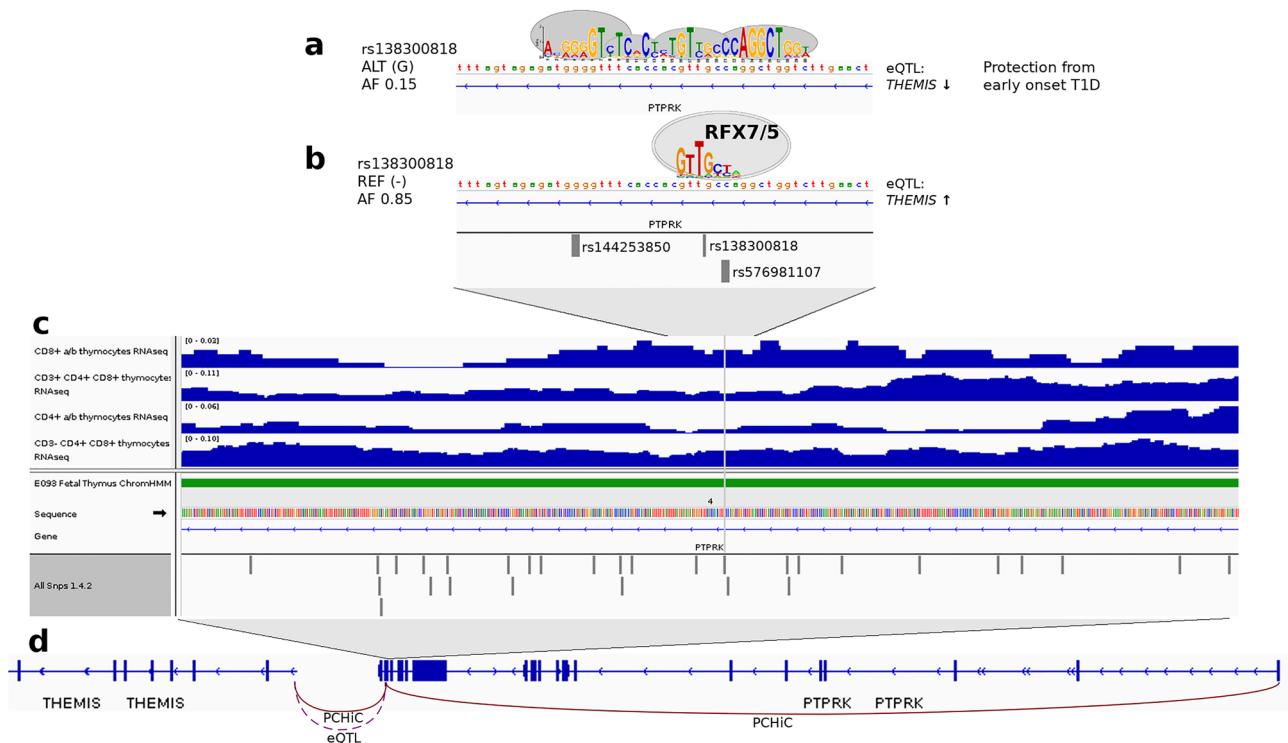 a
rs138300818
ALT (G)
AF 0.15
tttagtagagatggggtttcaccacgttgccaggctggtcttgaact
PTPRK
eQTL:
THEMIS ↓
Protection from
early onset T1D
b
rs138300818
REF (-)
AF 0.85
RFX7/5
tttagtagagatggggtttcaccacgttgccaggctggtcttgaact
PTPRK
eQTL:
THEMIS ↑
rs144253850
rs138300818
rs576981107
c
CD8+ a/b thymocytes RNAseq
[0 - 0.02]
CD3+ CD4+ CD8+ thymocytes
RNAseq
[0 - 0.11]
CD4+ a/b thymocytes RNAseq
[0 - 0.06]
CD3- CD4+ CD8+ thymocytes
RNAseq
[0 - 0.10]
E093 Fetal Thymus ChromHMM
4
Sequence
Gene
PTPRK
All Snps 1.4.2
d
THEMIS THEMIS
PTPRK PTPRK
PCHiC
eQTL
PCHiC